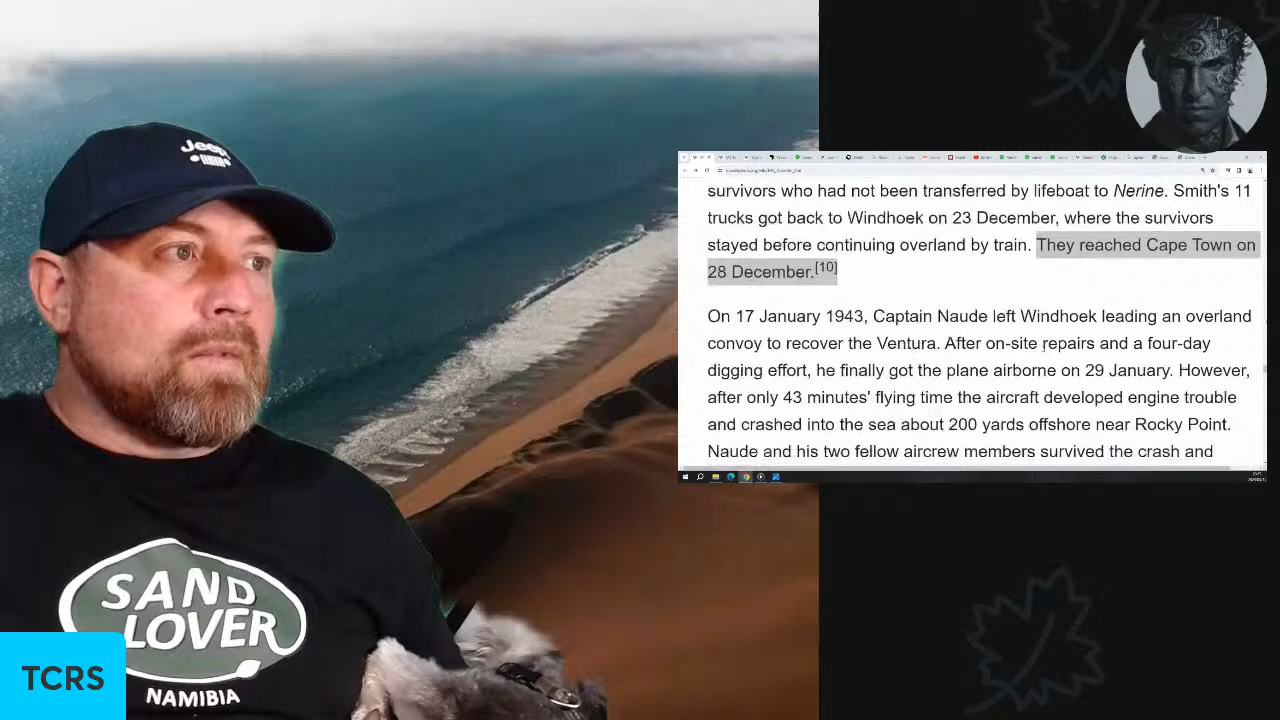 Jeep
SAND
LOVER
NAMIBIA
TCRS
survivors who had not been transferred by lifeboat to Nerine. Smith's 11
trucks got back to Windhoek on 23 December, where the survivors
stayed before continuing overland by train. They reached Cape Town on
28 December.[10]
On 17 January 1943, Captain Naude left Windhoek leading an overland
convoy to recover the Ventura. After on-site repairs and a four-day
digging effort, he finally got the plane airborne on 29 January. However,
after only 43 minutes' flying time the aircraft developed engine trouble
and crashed into the sea about 200 yards offshore near Rocky Point.
Naude and his two fellow aircrew members survived the crash and